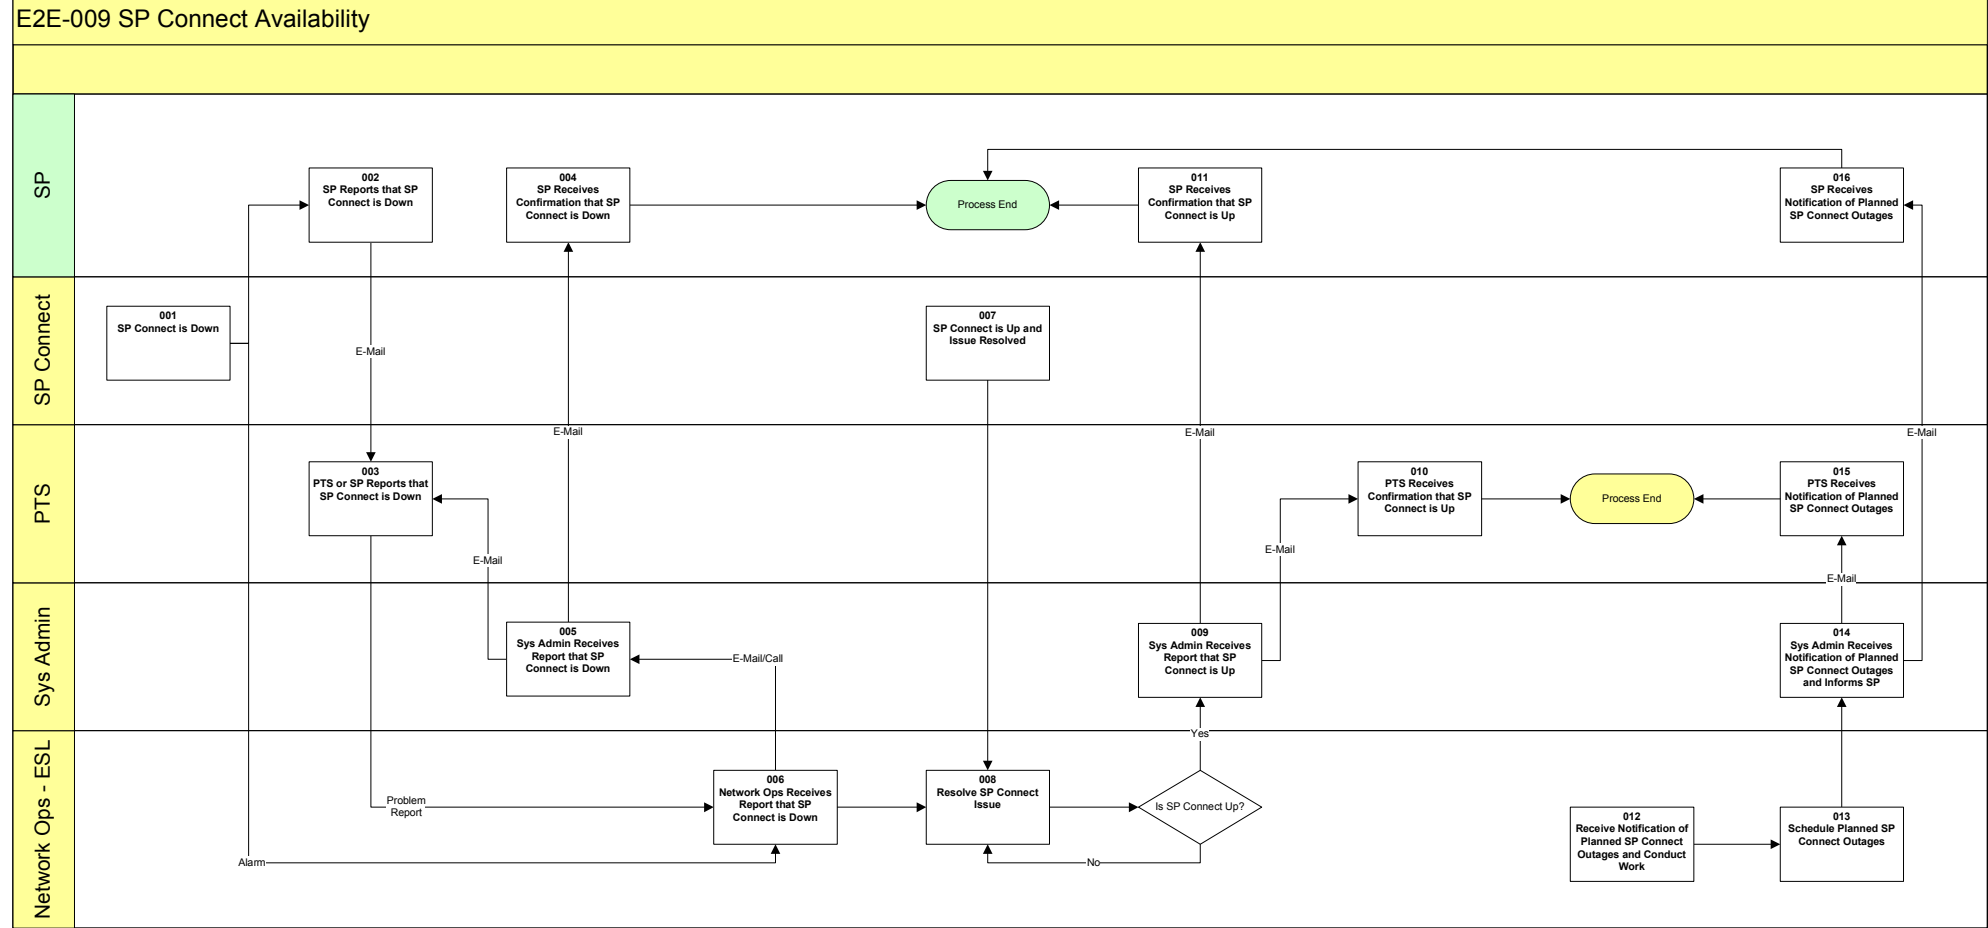 E2E-009 SP Connect Availability
SP
002
SP Reports that SP
Connect is Down
004
SP Receives
Confirmation that SP
Connect is Down
Process End
011
SP Receives
Confirmation that SP
Connect is Up
016
SP Receives
Notification of Planned
SP Connect Outages
SP Connect
001
SP Connect is Down
E-Mail
007
SP Connect is Up and
Issue Resolved
E-Mail
E-Mail
E-Mail
PTS
003
PTS or SP Reports that
SP Connect is Down
E-Mail
010
PTS Receives
Confirmation that SP
Connect is Up
Process End
015
PTS Receives
Notification of Planned
SP Connect Outages
E-Mail
E-Mail
Sys Admin
005
Sys Admin Receives
Report that SP
Connect is Down
E-Mail/Call
009
Sys Admin Receives
Report that SP
Connect is Up
014
Sys Admin Receives
Notification of Planned
SP Connect Outages
and Informs SP
Yes
Network Ops - ESL
Problem
Report
006
Network Ops Receives
Report that SP
Connect is Down
008
Resolve SP Connect
Issue
Is SP Connect Up?
012
Receive Notification of
Planned SP Connect
Outages and Conduct
Work
013
Schedule Planned SP
Connect Outages
Alarm
No